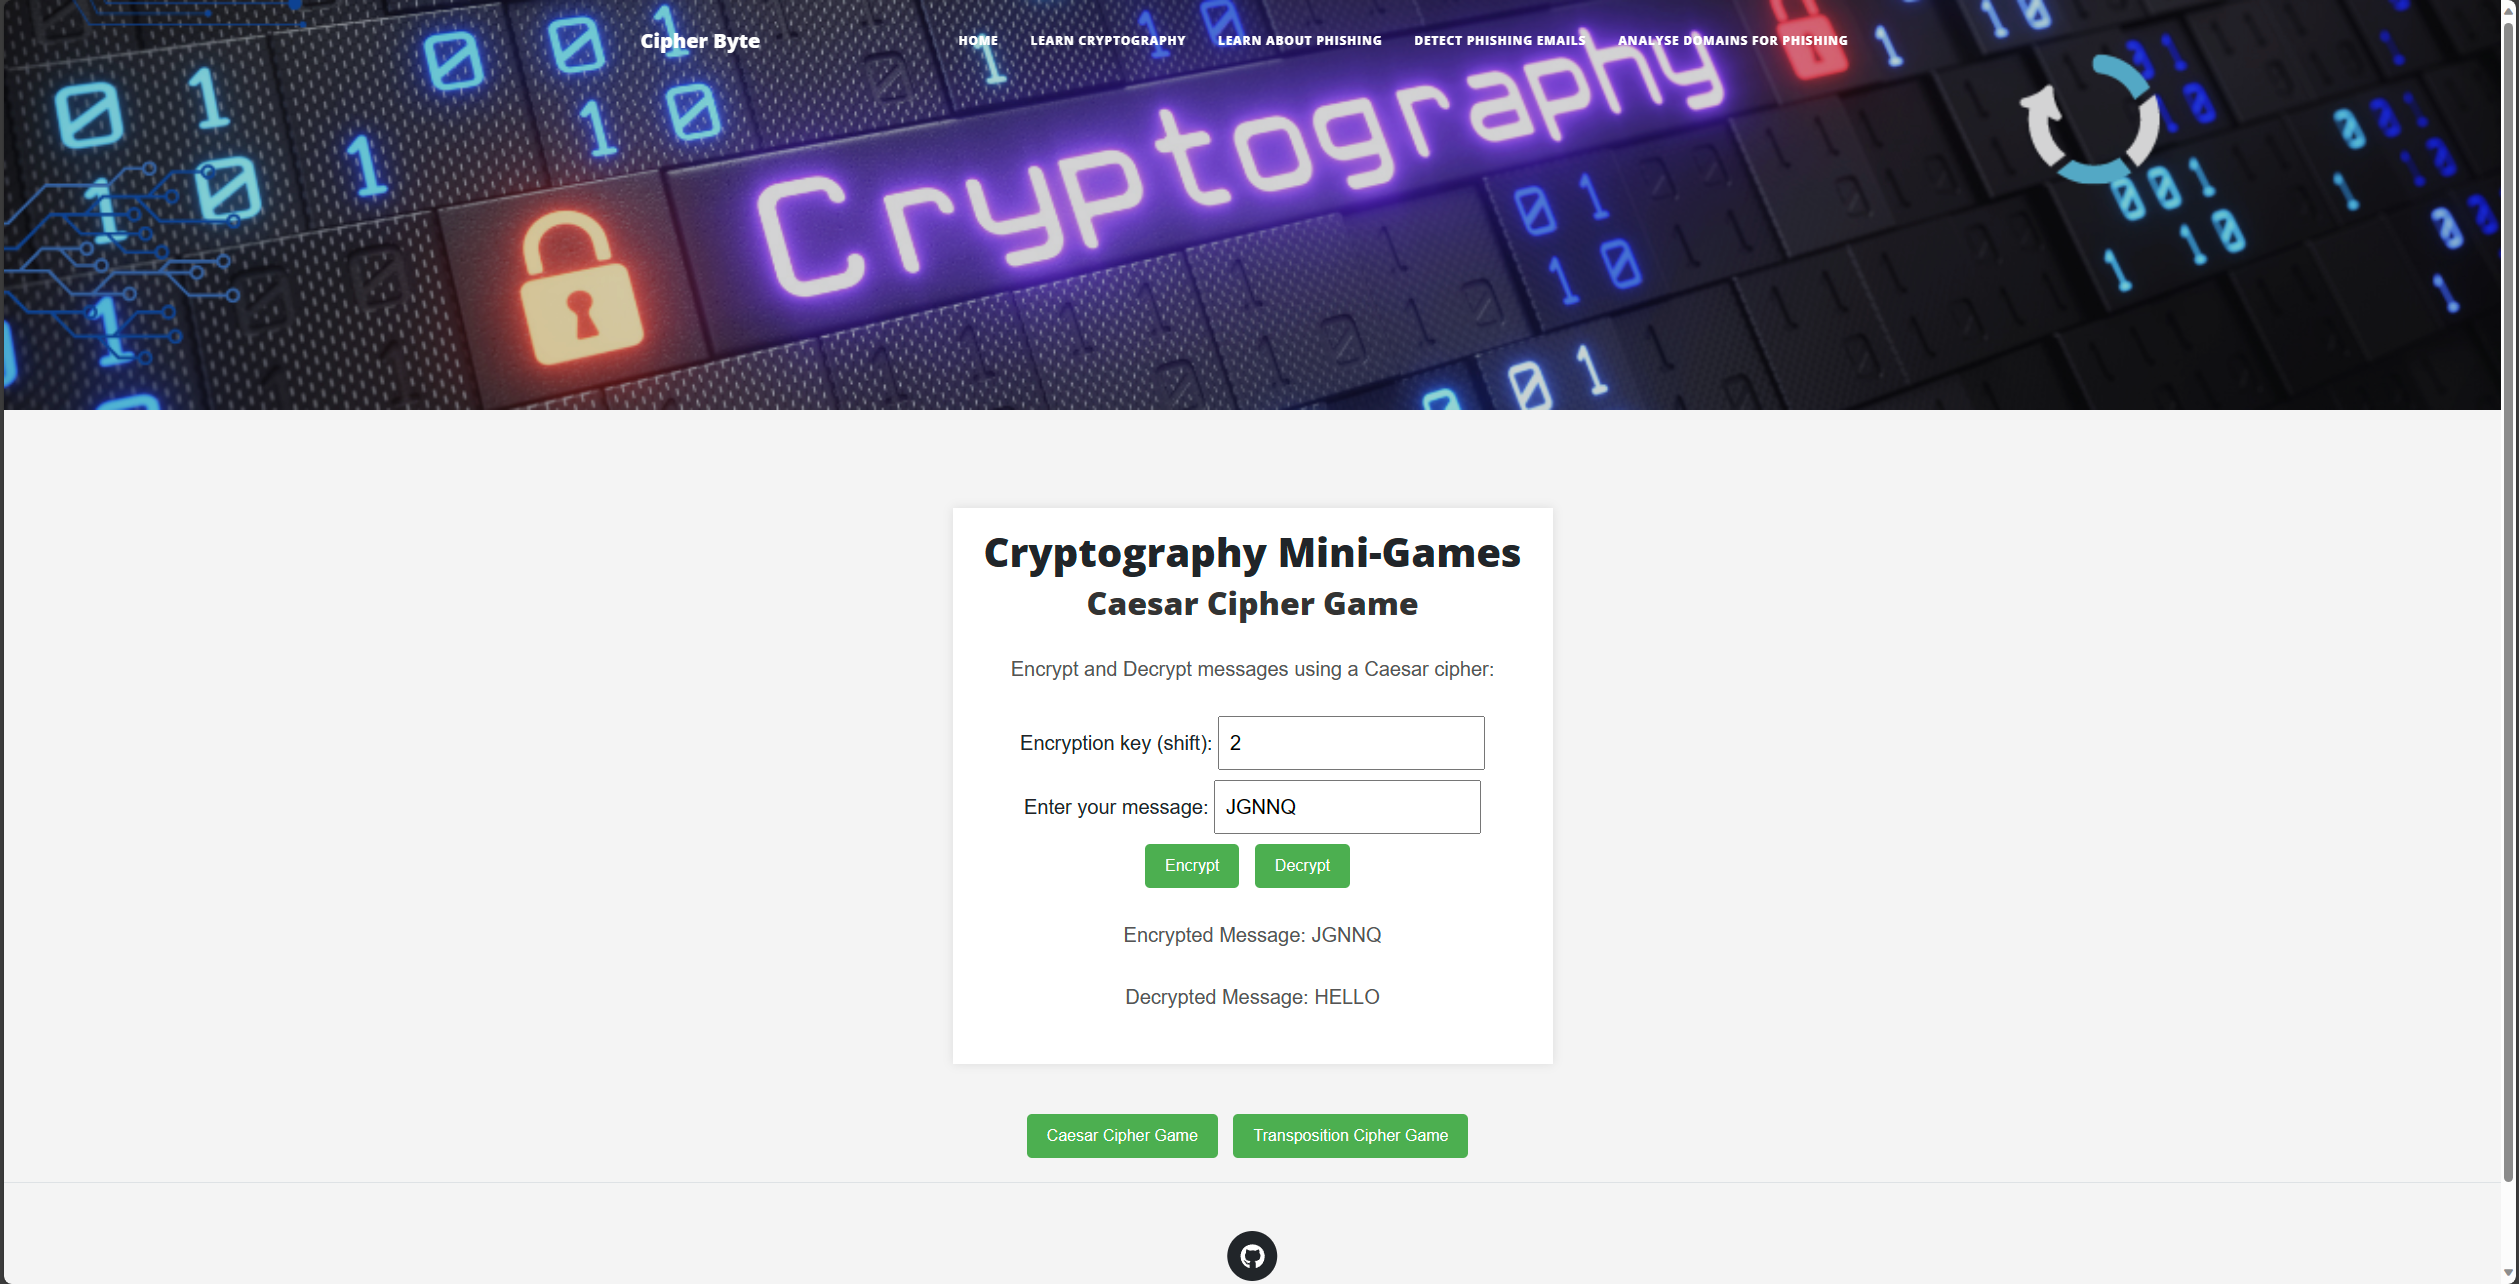 Cipher Byte
HOME LEARN CRYPTOGRAPHY LEARN ABOUT PHISHING DETECT PHISHING EMAILS ANALYSE DOMAINS FOR PHISHING
Cryptography
Cryptography Mini-Games
Caesar Cipher Game
Encrypt and Decrypt messages using a Caesar cipher:
Encryption key (shift): 2
Enter your message: JGNNQ
Encrypt Decrypt
Encrypted Message: JGNNQ
Decrypted Message: HELLO
Caesar Cipher Game Transposition Cipher Game